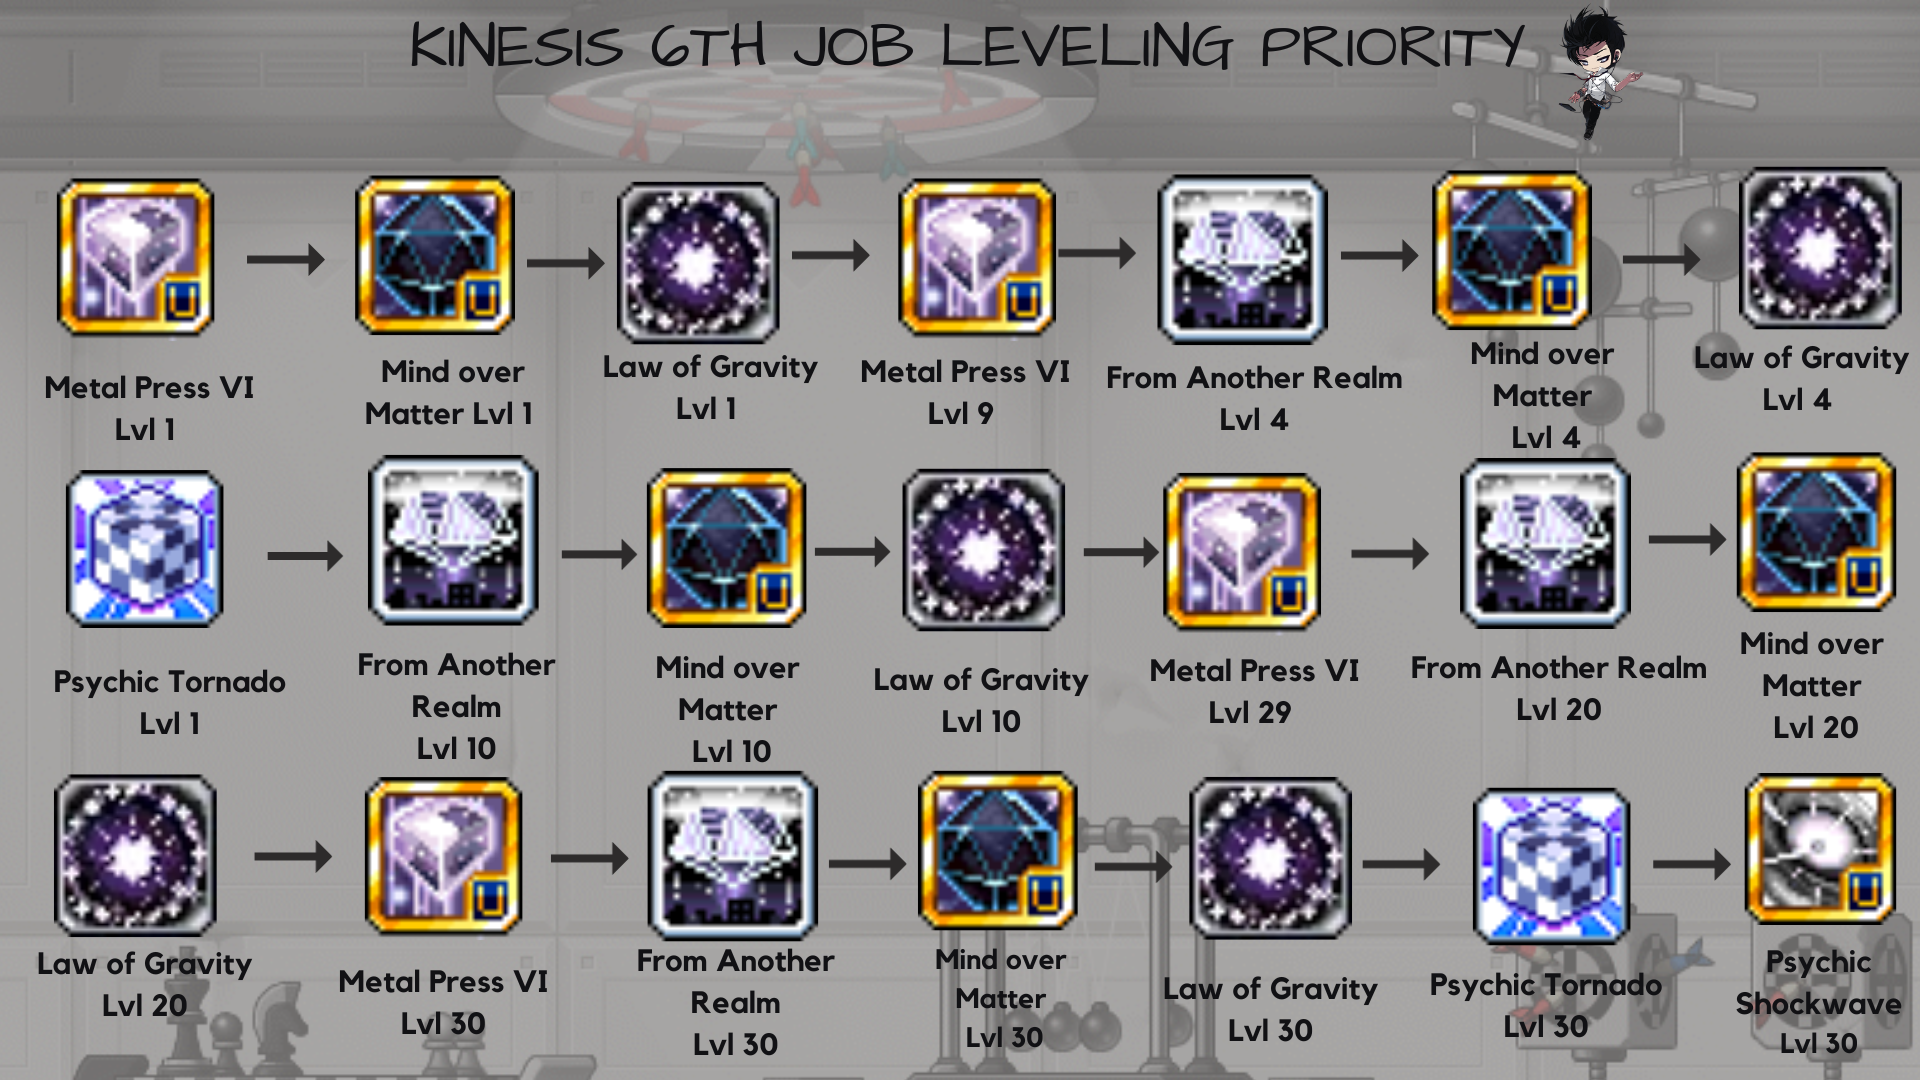 KINESIS 6TH JOB LEVELING PRIORITY
Metal Press VI
Lvl 1
Mind over
Matter Lvl 1
Law of Gravity
Lvl 1
Metal Press VI
Lvl 9
From Another Realm
Lvl 4
Mind over
Matter
Lvl 4
Law of Gravity
Lvl 4
Psychic Tornado
Lvl 1
From Another
Realm
Lvl 10
Mind over
Matter
Lvl 10
Law of Gravity
Lvl 10
Metal Press VI
Lvl 29
From Another Realm
Lvl 20
Mind over
Matter
Lvl 20
Law of Gravity
Lvl 20
Metal Press VI
Lvl 30
From Another
Realm
Lvl 30
Mind over
Matter
Lvl 30
Law of Gravity
Lvl 30
Psychic Tornado
Lvl 30
Psychic
Shockwave
Lvl 30